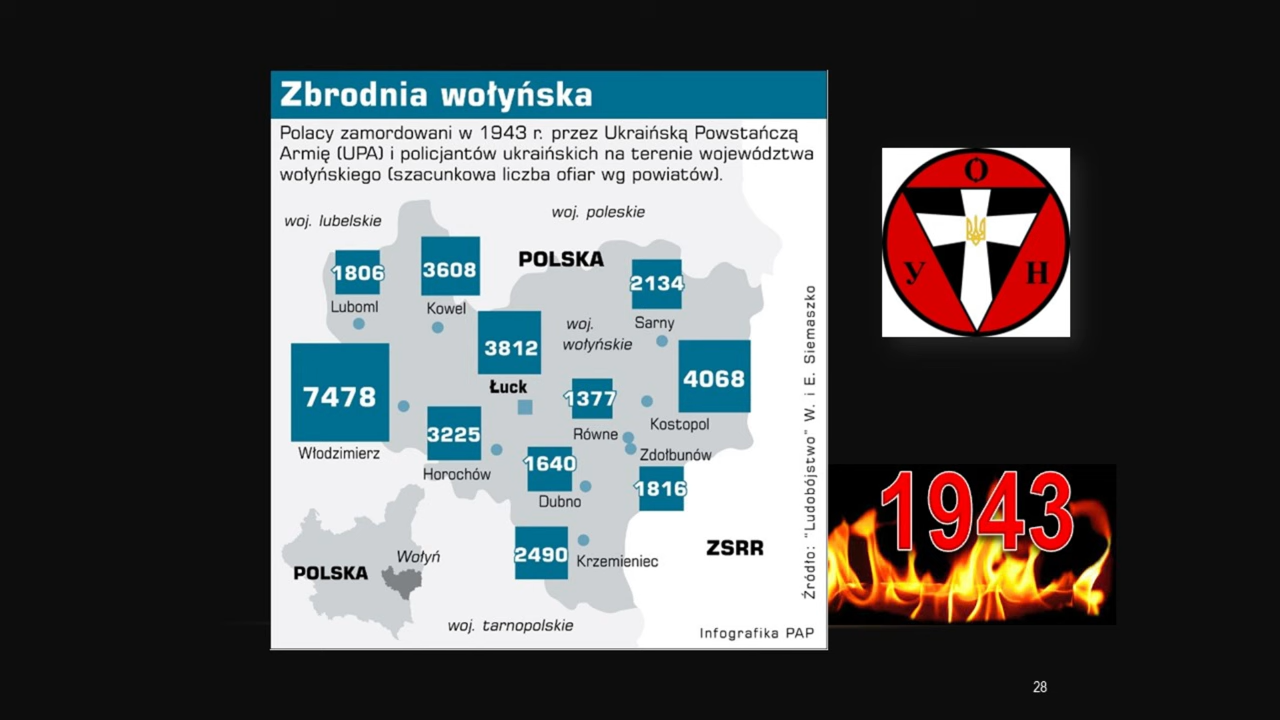 Zbrodnia wołyńska
Polacy zamordowani w 1943 r. przez Ukraińską Powstańczą
Armię (UPA) i policjantów ukraińskich na terenie województwa
wołyńskiego (szacunkowa liczba ofiar wg powiatów).
woj. lubelskie
woj. poleskie
POLSKA
1806
Luboml
3608
Kowel
2134
Sarny
woj.
wołyńskie
3812
Łuck
7478
Włodzimierz
4068
Kostopol
1377
Równe
3225
Horochów
Zdołbunów
1816
1640
Dubno
2490
Krzemieniec
ZSRR
Wołyń
POLSKA
woj. tarnopolskie
Infografika PAP
Źródło: "Ludobójstwo" W. i E. Siemaszko
О
У Н
1943
28